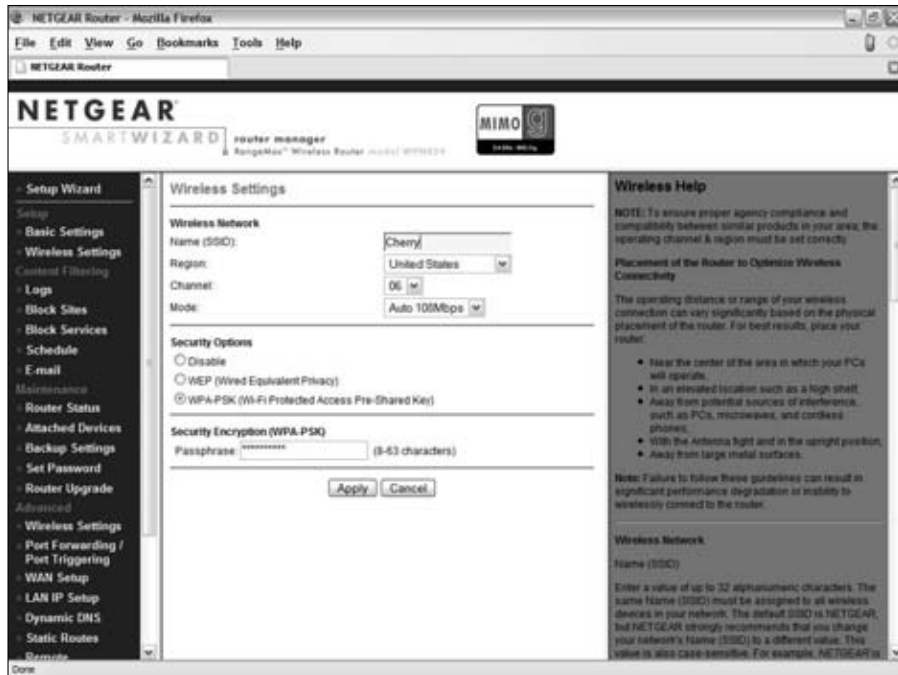 NETGEAR Router - Mozilla Firefox
File Edit View Go Bookmarks Tools Help
NETGEAR Router
NETGEAR
SMARTWIZARD router manager
RangeMax™ Wireless Router model
MIMO g
Setup Wizard
Setup
Basic Settings
Wireless Settings
Content Filtering
Logs
Block Sites
Block Services
Schedule
E-mail
Maintenance
Router Status
Attached Devices
Backup Settings
Set Password
Router Upgrade
Advanced
Wireless Settings
Port Forwarding /
Port Triggering
WAN Setup
LAN IP Setup
Dynamic DNS
Static Routes
Remote
Wireless Settings
Wireless Network
Name (SSID): Cherry
Region: United States
Channel: 06
Mode: Auto 108Mbps
Security Options
Disable
WEP (Wired Equivalent Privacy)
WPA-PSK (Wi-Fi Protected Access Pre-Shared Key)
Security Encryption (WPA-PSK)
Passphrase: ********** (8-63 characters)
Apply Cancel
Wireless Help
NOTE: To ensure proper agency compliance and
compatibility between similar products in your area; the
operating channel & region must be set correctly.
Placement of the Router to Optimize Wireless
Connectivity
The operating distance or range of your wireless
connection can vary significantly based on the physical
placement of the router. For best results, place your
router:
Near the center of the area in which your PCs
will operate,
In an elevated location such as a high shelf,
Away from potential sources of interference,
such as PCs, microwaves, and cordless
phones,
With the Antenna tight and in the upright position,
Away from large metal surfaces.
Note: Failure to follow these guidelines can result in
significant performance degradation or inability to
wirelessly connect to the router.
Wireless Network
Name (SSID)
Enter a value of up to 32 alphanumeric characters. The
same Name (SSID) must be assigned to all wireless
devices in your network. The default SSID is NETGEAR,
but NETGEAR strongly recommends that you change
your network's Name (SSID) to a different value. This
value is also case-sensitive. For example, NETGEAR is
Done